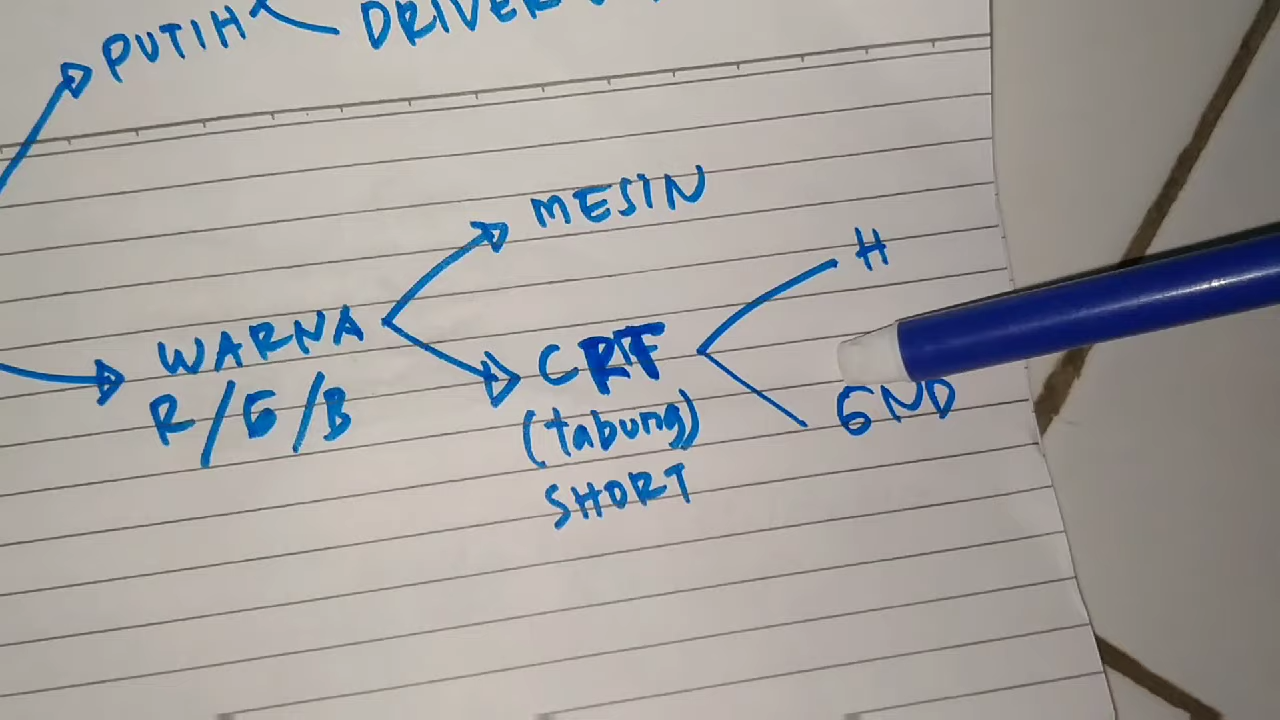 PUTIH
DRIVER
MESIN
H
WARNA
R/G/B
CRT
GND
(tabung)
SHORT